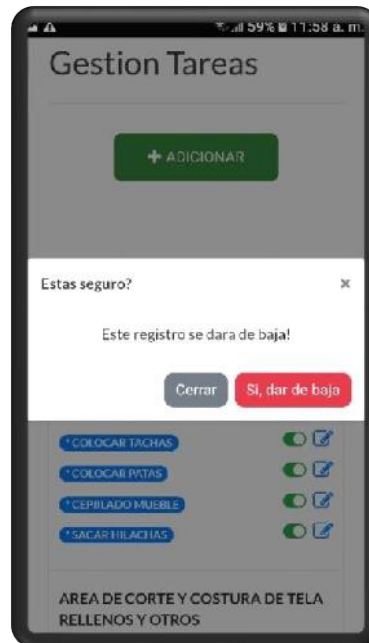 59% 11:58 a. m.
Gestion Tareas
+ ADICIONAR
Estas seguro? ×
Este registro se dara de baja!
Cerrar Si, dar de baja
* COLOCAR TACHAS
* COLOCAR PATAS
* CEPILLADO MUEBLE
* SACAR HILACHAS
AREA DE CORTE Y COSTURA DE TELA
RELLENOS Y OTROS